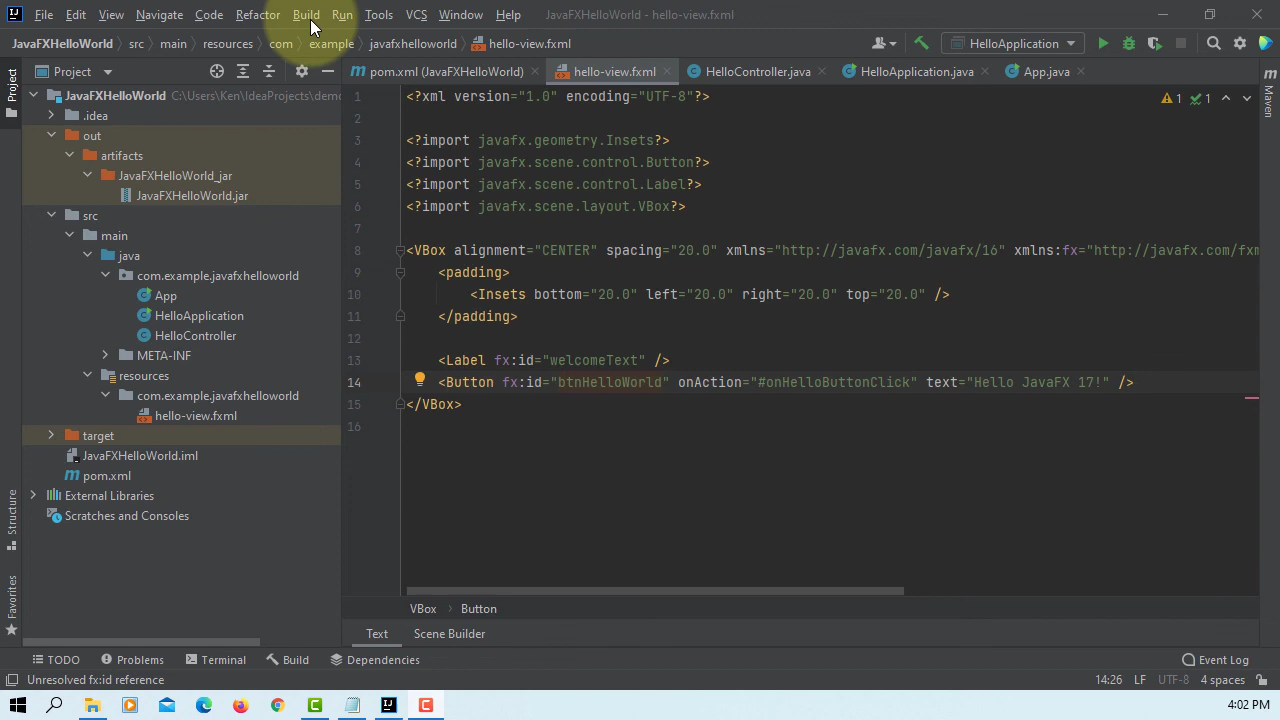 File Edit View Navigate Code Refactor Build Run Tools VCS Window Help JavaFXHelloWorld - hello-view.fxml
JavaFXHelloWorld src main resources com example javafxhelloworld hello-view.fxml HelloApplication
Project
Project pom.xml (JavaFXHelloWorld) hello-view.fxml HelloController.java HelloApplication.java App.java
JavaFXHelloWorld C:\Users\Ken\IdeaProjects\demo
.idea
out
artifacts
JavaFXHelloWorld_jar
JavaFXHelloWorld.jar
src
main
java
com.example.javafxhelloworld
App
HelloApplication
HelloController
META-INF
resources
com.example.javafxhelloworld
hello-view.fxml
target
JavaFXHelloWorld.iml
pom.xml
External Libraries
Scratches and Consoles
1 <?xml version="1.0" encoding="UTF-8"?>
2
3 <?import javafx.geometry.Insets?>
4 <?import javafx.scene.control.Button?>
5 <?import javafx.scene.control.Label?>
6 <?import javafx.scene.layout.VBox?>
7
8 <VBox alignment="CENTER" spacing="20.0" xmlns="http://javafx.com/javafx/16" xmlns:fx="http://javafx.com/fxm
9 <padding>
10 <Insets bottom="20.0" left="20.0" right="20.0" top="20.0" />
11 </padding>
12
13 <Label fx:id="welcomeText" />
14 <Button fx:id="btnHelloWorld" onAction="#onHelloButtonClick" text="Hello JavaFX 17!" />
15 </VBox>
16
1 1
Maven
Structure
Favorites
VBox Button
Text Scene Builder
TODO Problems Terminal Build Dependencies Event Log
Unresolved fx:id reference 14:26 LF UTF-8 4 spaces
4:02 PM